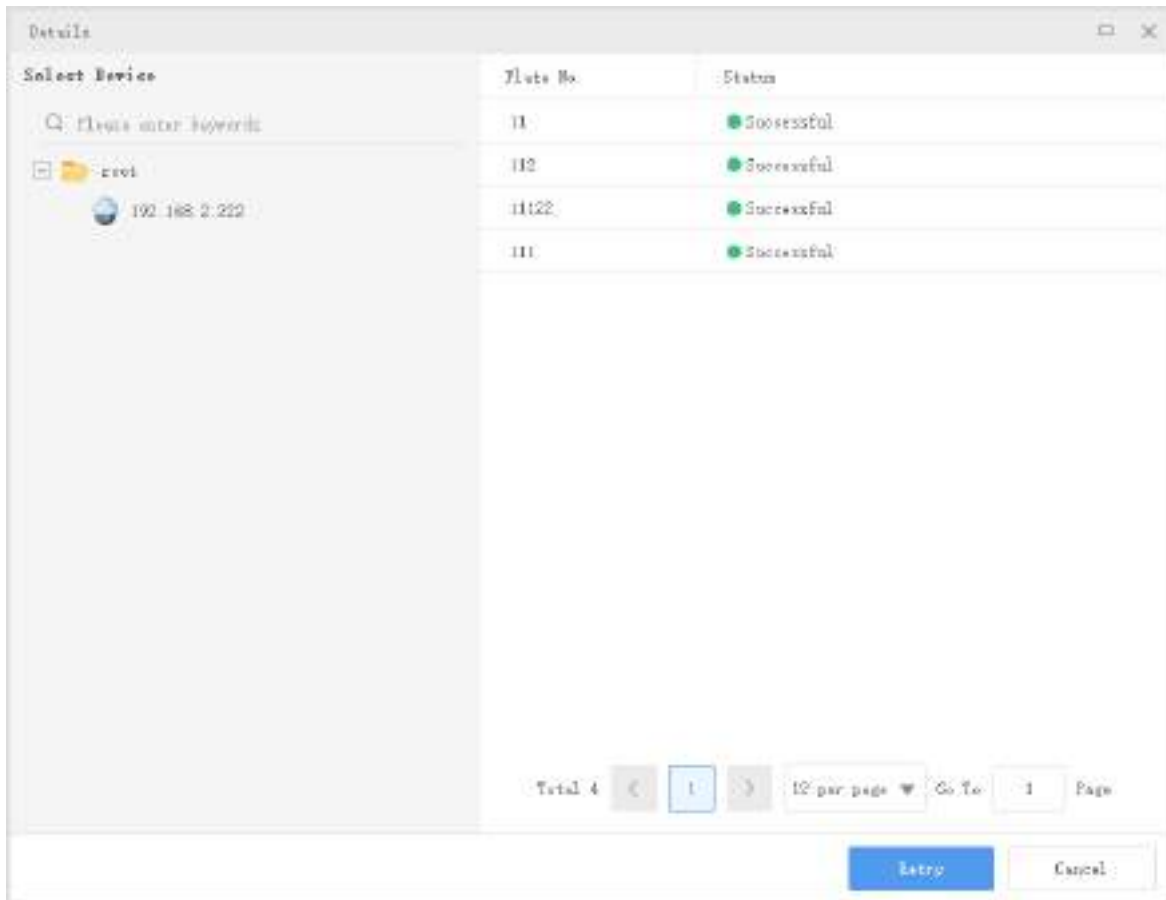 Details
Select Device
Please enter keywords
root
192.168.2.222
Plate No. Status
11 Successful
112 Successful
11122 Successful
111 Successful
Total 4 1 12 per page Go To 1 Page
Retry Cancel